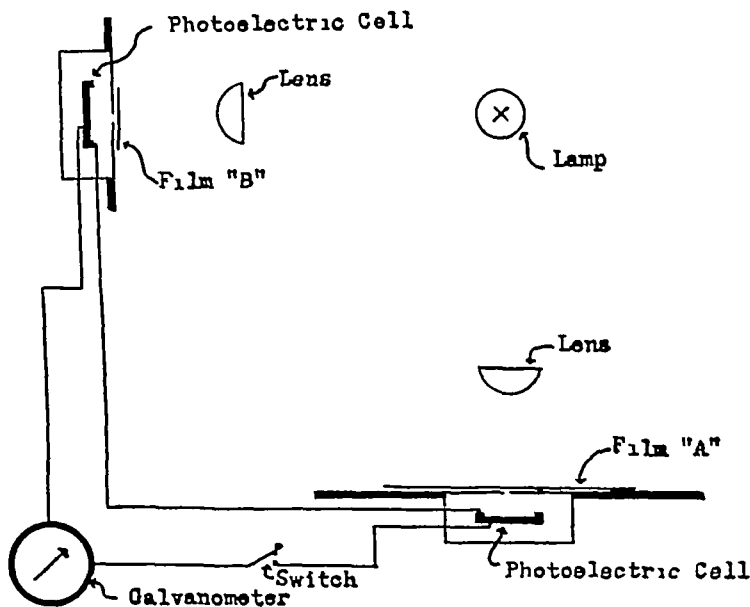 Photoelectric Cell
Lens
Lamp
Film "B"
Lens
Film "A"
Photoelectric Cell
Switch
Galvanometer